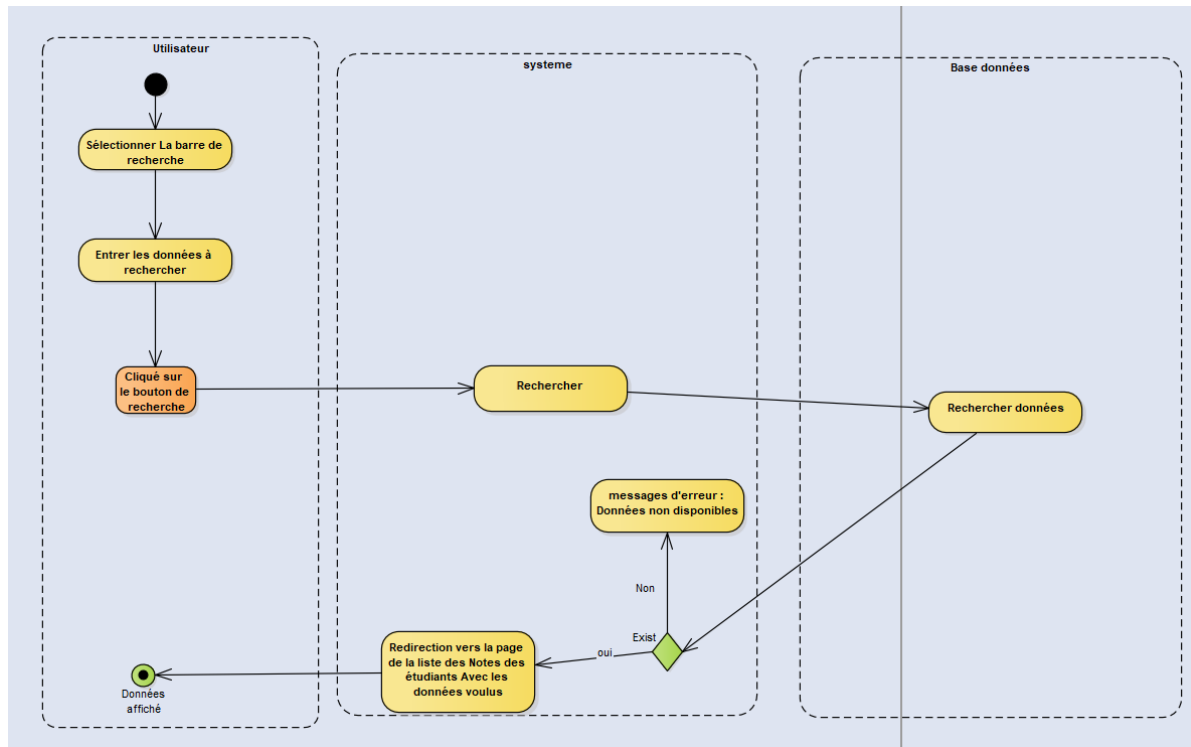 Utilisateur
systeme
Base données
Sélectionner La barre de
recherche
Entrer les données à
rechercher
Cliqué sur
le bouton de
recherche
Rechercher
Rechercher données
messages d'erreur :
Données non disponibles
Non
Exist
oui
Redirection vers la page
de la liste des Notes des
étudiants Avec les
données voulus
Données
affiché